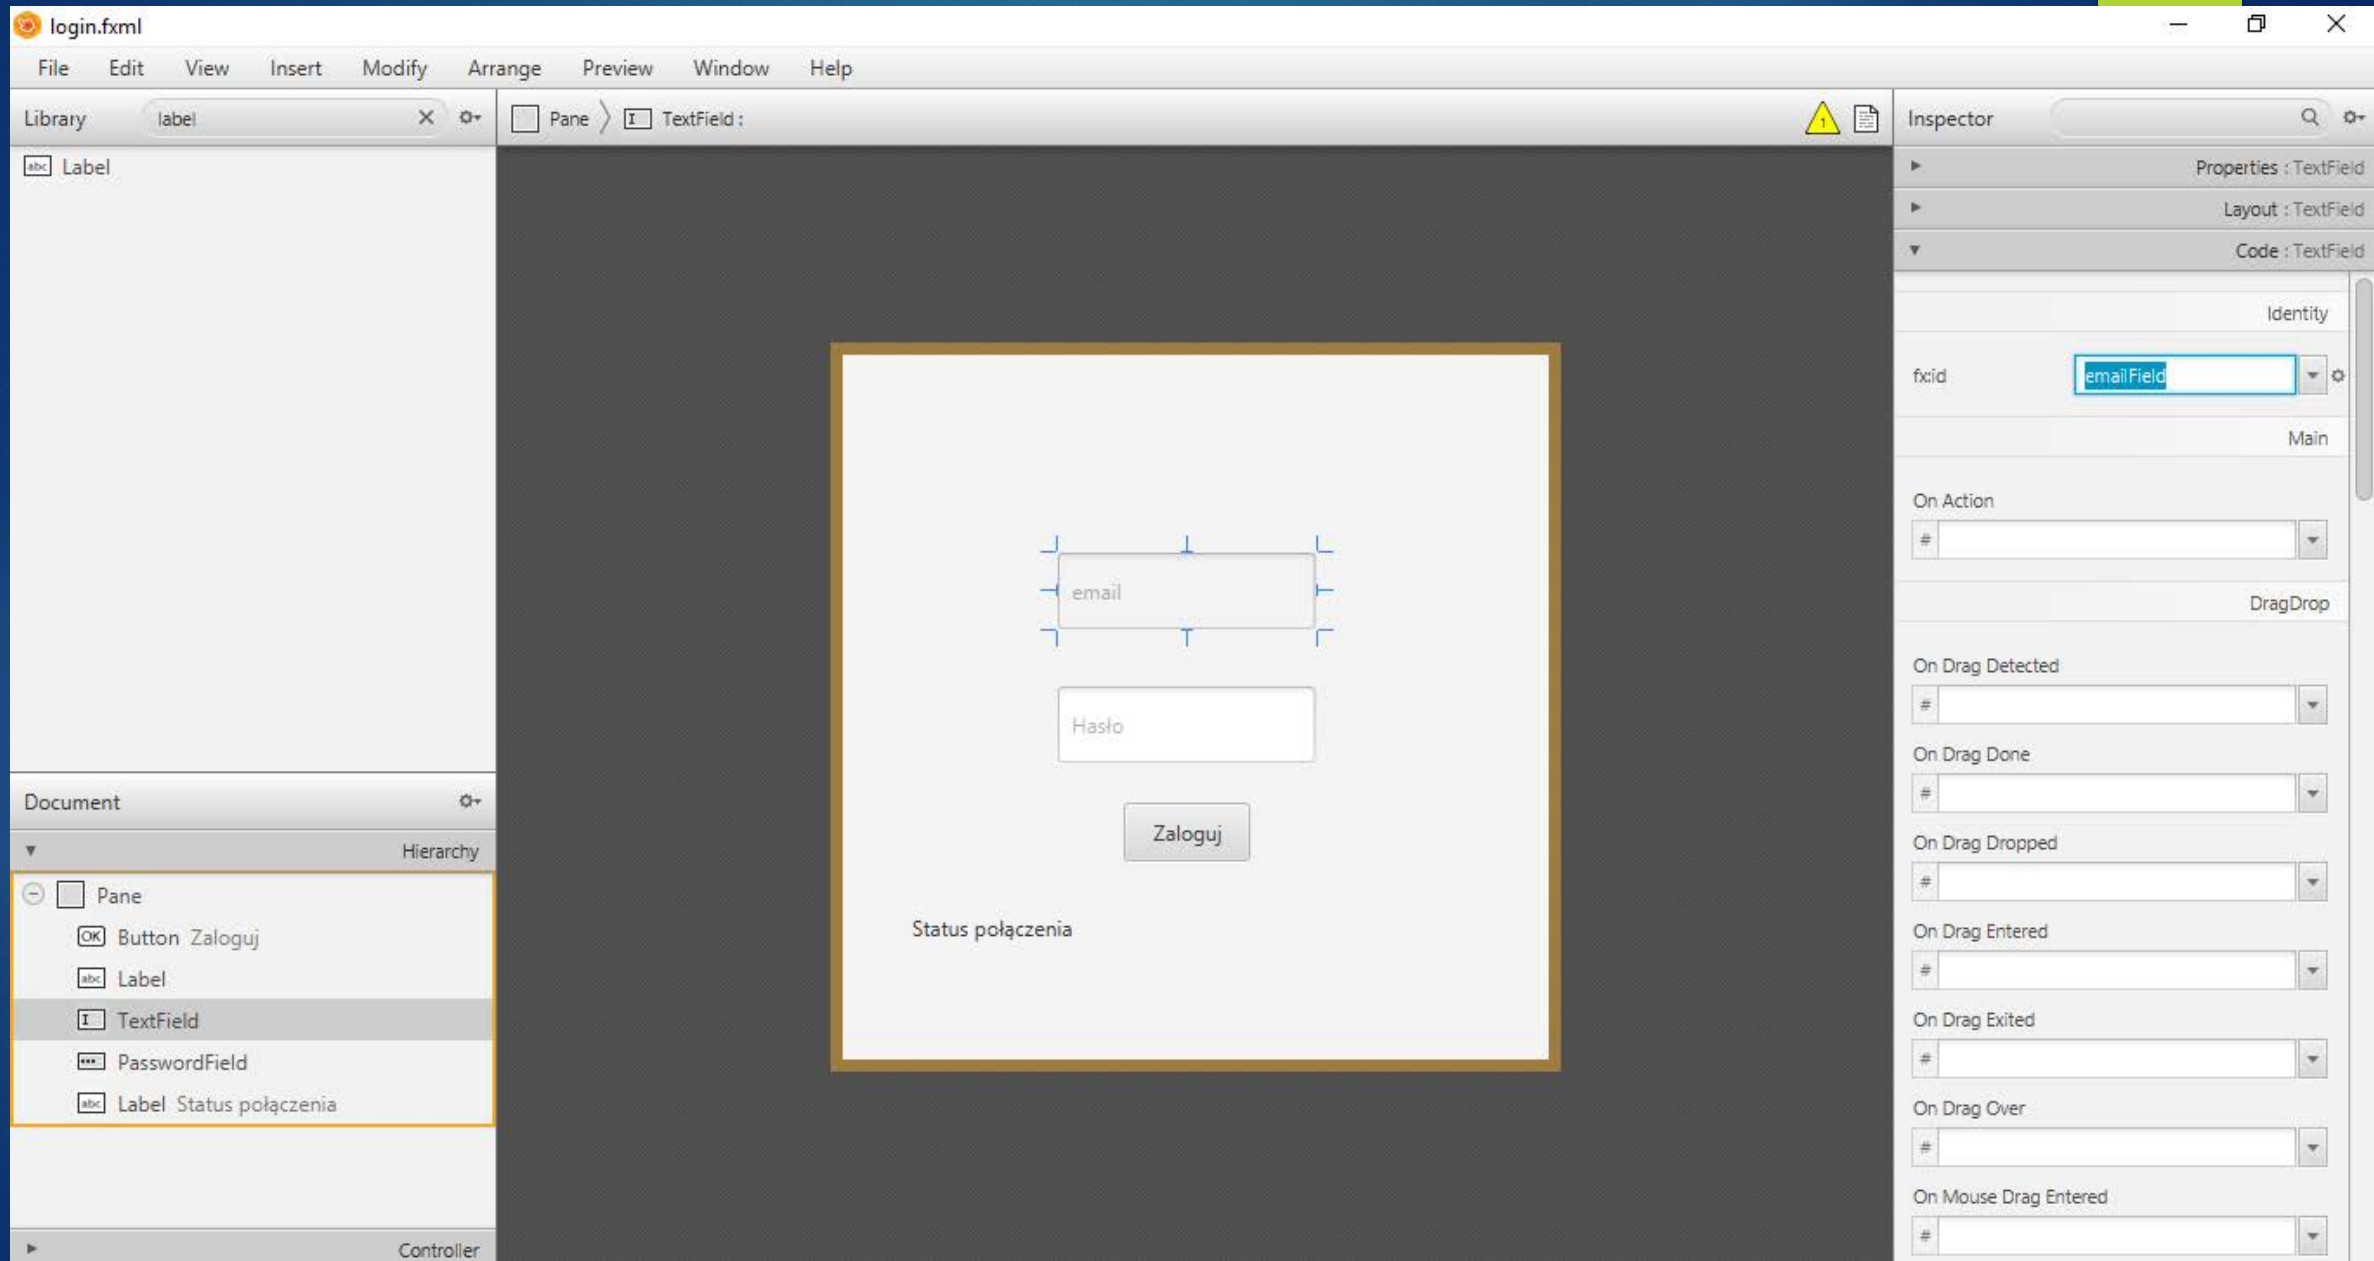 login.fxml
File Edit View Insert Modify Arrange Preview Window Help
Library label
Label
Document
Hierarchy
Pane
Button Zaloguj
Label
TextField
PasswordField
Label Status połączenia
Controller
Pane TextField :
1
email
Hasło
Zaloguj
Status połączenia
Inspector
Properties : TextField
Layout : TextField
Code : TextField
Identity
fx:id emailField
Main
On Action
#
DragDrop
On Drag Detected
#
On Drag Done
#
On Drag Dropped
#
On Drag Entered
#
On Drag Exited
#
On Drag Over
#
On Mouse Drag Entered
#